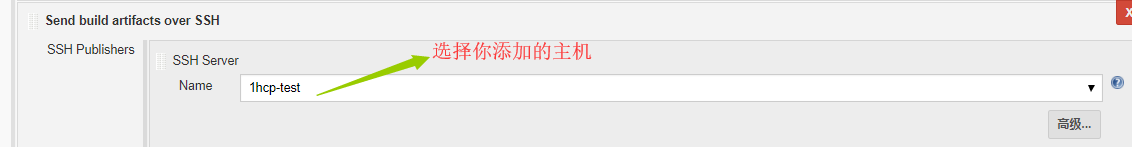 Send build artifacts over SSH
SSH Publishers
SSH Server
选择你添加的主机
Name
1hcp-test
高级...